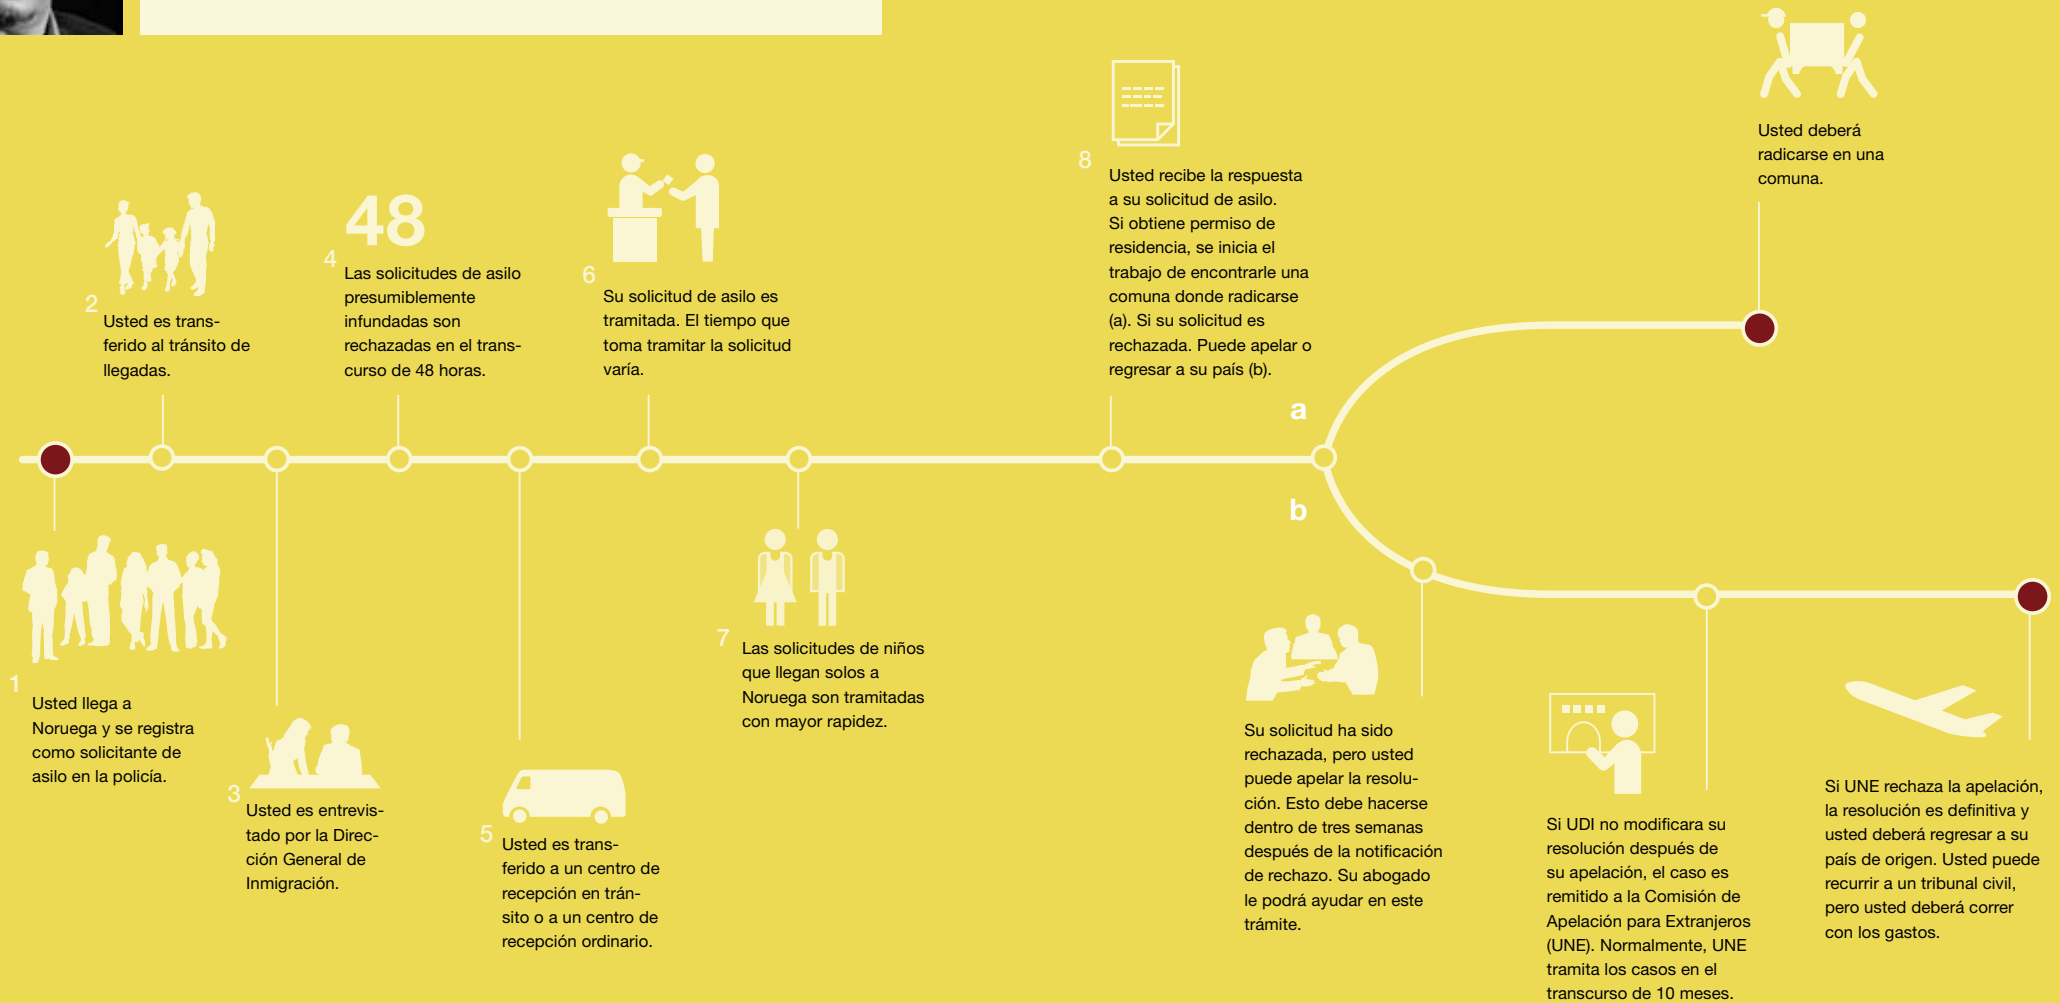 1
Usted llega a
Noruega y se registra
como solicitante de
asilo en la policía.
2
Usted es trans-
ferido al tránsito de
llegadas.
3
Usted es entrevis-
tado por la Direc-
ción General de
Inmigración.
48
4
Las solicitudes de asilo
presumiblemente
infundadas son
rechazadas en el trans-
curso de 48 horas.
5
Usted es trans-
ferido a un centro de
recepción en trán-
sito o a un centro de
recepción ordinario.
6
Su solicitud de asilo es
tramitada. El tiempo que
toma tramitar la solicitud
varía.
7
Las solicitudes de niños
que llegan solos a
Noruega son tramitadas
con mayor rapidez.
8
Usted recibe la respuesta
a su solicitud de asilo.
Si obtiene permiso de
residencia, se inicia el
trabajo de encontrarle una
comuna donde radicarse
(a). Si su solicitud es
rechazada. Puede apelar o
regresar a su país (b).
a
Usted deberá
radicarse en una
comuna.
b
Su solicitud ha sido
rechazada, pero usted
puede apelar la resolu-
ción. Esto debe hacerse
dentro de tres semanas
después de la notificación
de rechazo. Su abogado
le podrá ayudar en este
trámite.
Si UDI no modificara su
resolución después de
su apelación, el caso es
remitido a la Comisión de
Apelación para Extranjeros
(UNE). Normalmente, UNE
tramita los casos en el
transcurso de 10 meses.
Si UNE rechaza la apelación,
la resolución es definitiva y
usted deberá regresar a su
país de origen. Usted puede
recurrir a un tribunal civil,
pero usted deberá correr
con los gastos.